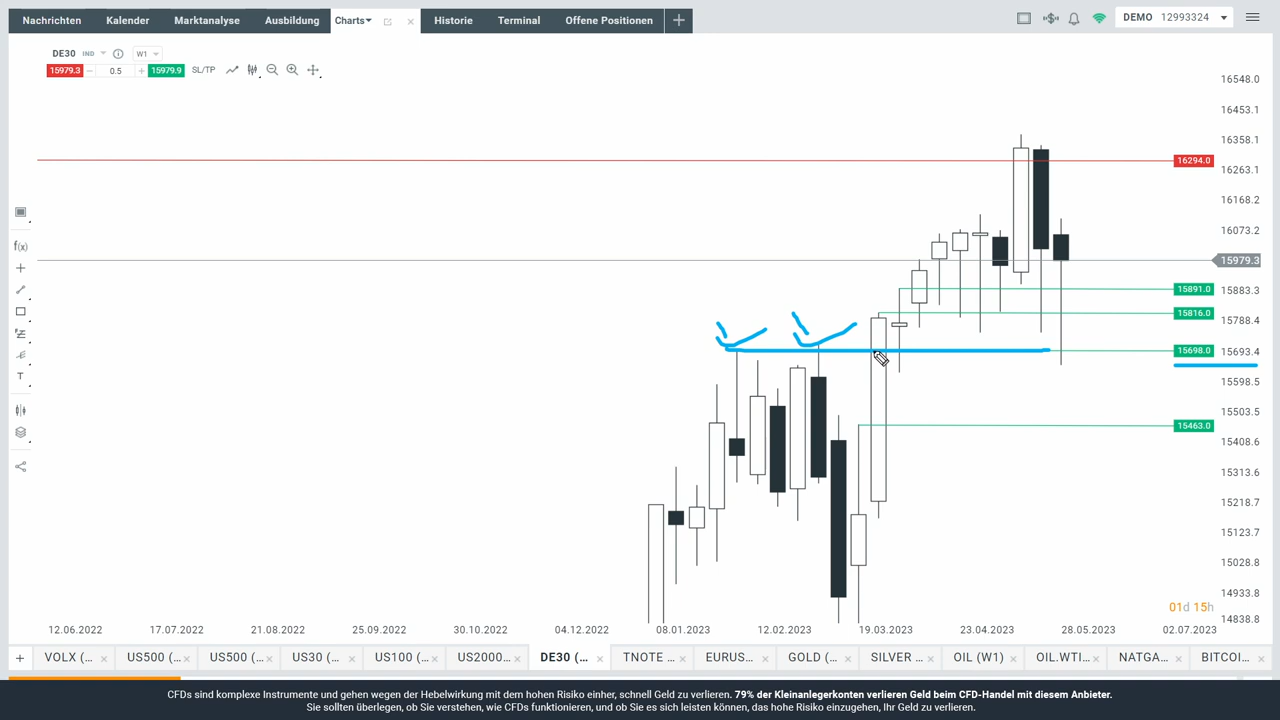 Nachrichten Kalender Marktanalyse Ausbildung Charts Historie Terminal Offene Positionen DEMO 12993324
DE30 IND W1
15979.3 0.5 15979.9 SL/TP
16548.0
16453.1
16358.1
16294.0
16263.1
16168.2
16073.2
15979.3
15891.0
15883.3
15816.0
15788.4
15698.0
15693.4
15598.5
15503.5
15463.0
15408.6
15313.6
15218.7
15123.7
15028.8
14933.8
14838.8
f(x)
T
01d 15h
12.06.2022 17.07.2022 21.08.2022 25.09.2022 30.10.2022 04.12.2022 08.01.2023 12.02.2023 19.03.2023 23.04.2023 28.05.2023 02.07.2023
VOLX (... US500 (... US500 (... US30 (... US100 (... US2000... DE30 (... TNOTE ... EURUS... GOLD (... SILVER ... OIL (W1) OIL.WTI... NATGA... BITCOI...
CFDs sind komplexe Instrumente und gehen wegen der Hebelwirkung mit dem hohen Risiko einher, schnell Geld zu verlieren. 79% der Kleinanlegerkonten verlieren Geld beim CFD-Handel mit diesem Anbieter.
Sie sollten überlegen, ob Sie verstehen, wie CFDs funktionieren, und ob Sie es sich leisten können, das hohe Risiko einzugehen, Ihr Geld zu verlieren.